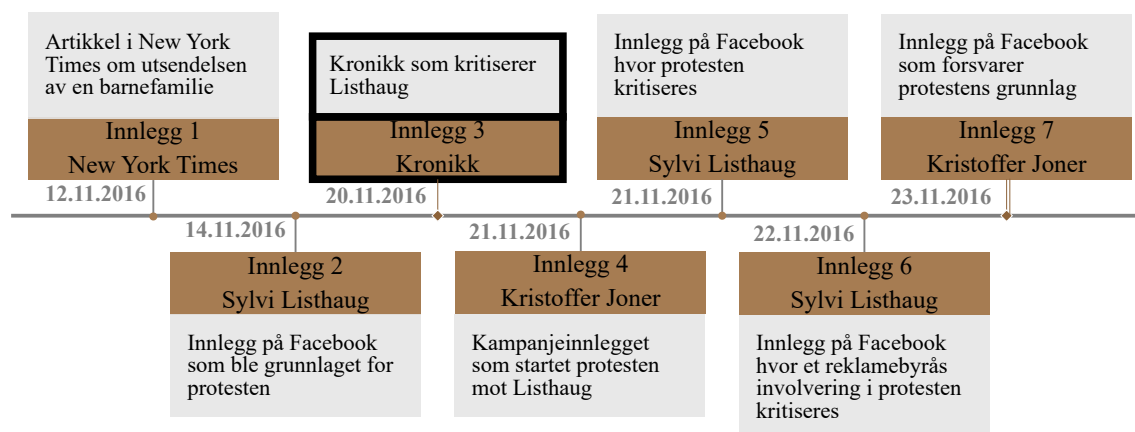 Artikkel i New York
Times om utsendelsen
av en barnefamilie
Innlegg 1
New York Times
12.11.2016
14.11.2016
Innlegg 2
Sylvi Listhaug
Innlegg på Facebook
som ble grunnlaget for
protesten
Kronikk som kritiserer
Listhaug
Innlegg 3
Kronikk
20.11.2016
21.11.2016
Innlegg 4
Kristoffer Joner
Kampanjeinnlegget
som startet protesten
mot Listhaug
Innlegg på Facebook
hvor protesten
kritiseres
Innlegg 5
Sylvi Listhaug
21.11.2016
22.11.2016
Innlegg 6
Sylvi Listhaug
Innlegg på Facebook
hvor et reklamebyrås
involvering i protesten
kritiseres
Innlegg på Facebook
som forsvarer
protestens grunnlag
Innlegg 7
Kristoffer Joner
23.11.2016